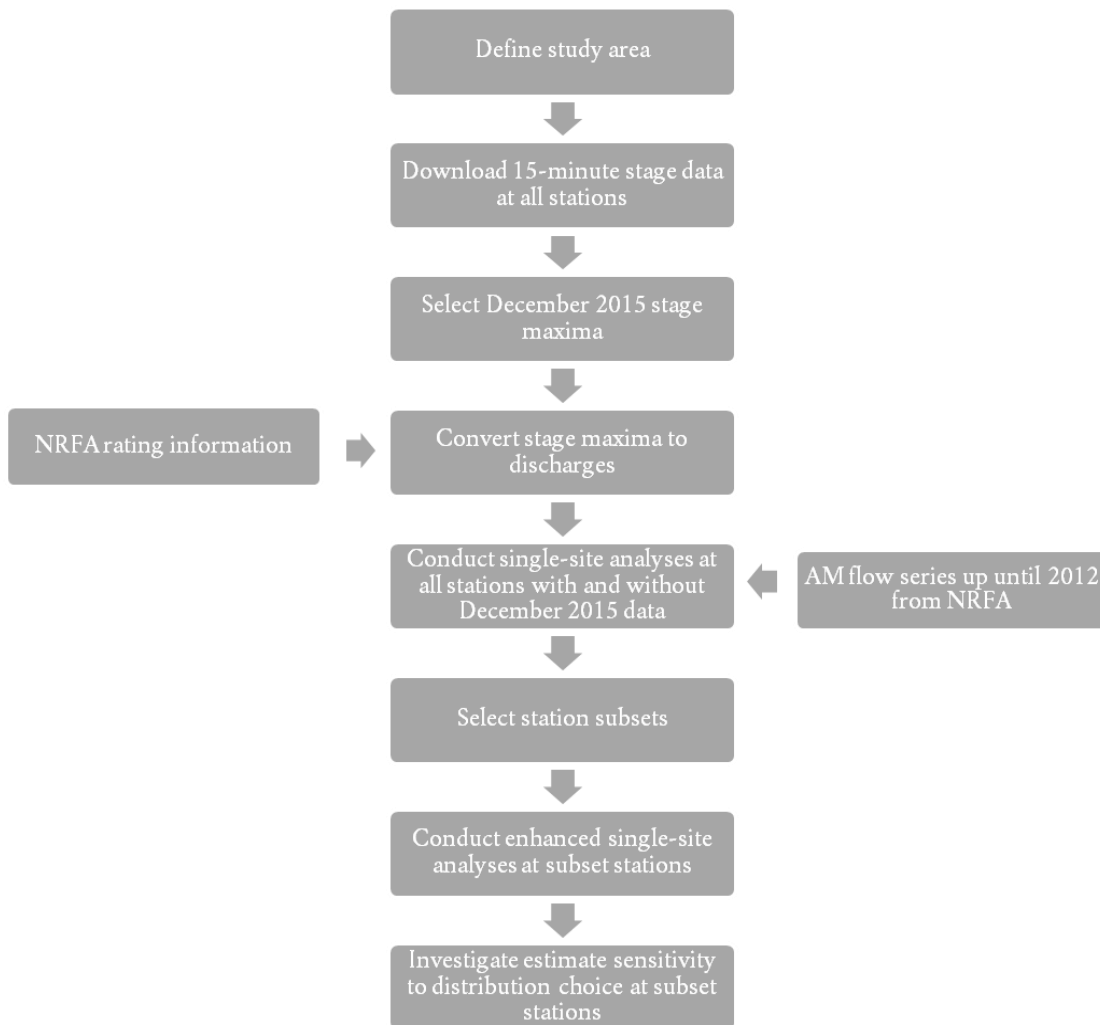 Define study area
Download 15-minute stage data
at all stations
Select December 2015 stage
maxima
NRFA rating information
Convert stage maxima to
discharges
Conduct single-site analyses at
all stations with and without
December 2015 data
AM flow series up until 2012
from NRFA
Select station subsets
Conduct enhanced single-site
analyses at subset stations
Investigate estimate sensitivity
to distribution choice at subset
stations